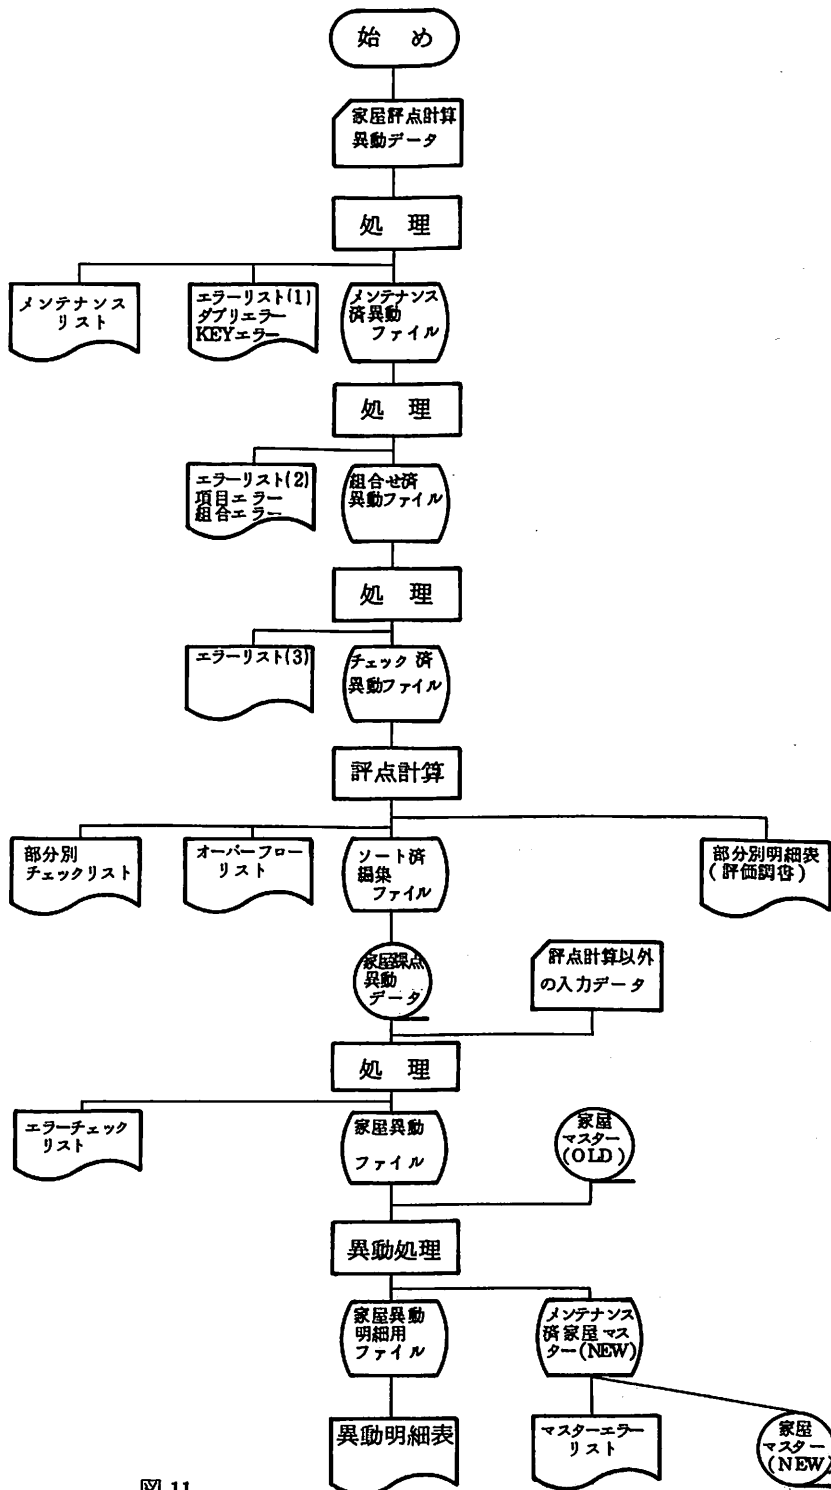 始 め
家屋評点計算
異動データ
処 理
メンテナンス
リスト
エラーリスト(1)
ダブリエラー
KEYエラー
メンテナンス
済異動
ファイル
処 理
エラーリスト(2)
項目エラー
組合エラー
組合せ済
異動ファイル
処 理
エラーリスト(3)
チェック済
異動ファイル
評点計算
部分別
チェックリスト
オーバーフロー
リスト
ソート済
編集
ファイル
部分別明細表
(評価調書)
家屋課点
異動
データ
評点計算以外
の入力データ
処 理
エラーチェック
リスト
家屋異動
ファイル
家屋
マスター
(OLD)
異動処理
家屋異動
明細用
ファイル
メンテナンス
済家屋マス
ター(NEW)
異動明細表
マスターエラー
リスト
家屋
マスター
(NEW)
図 11